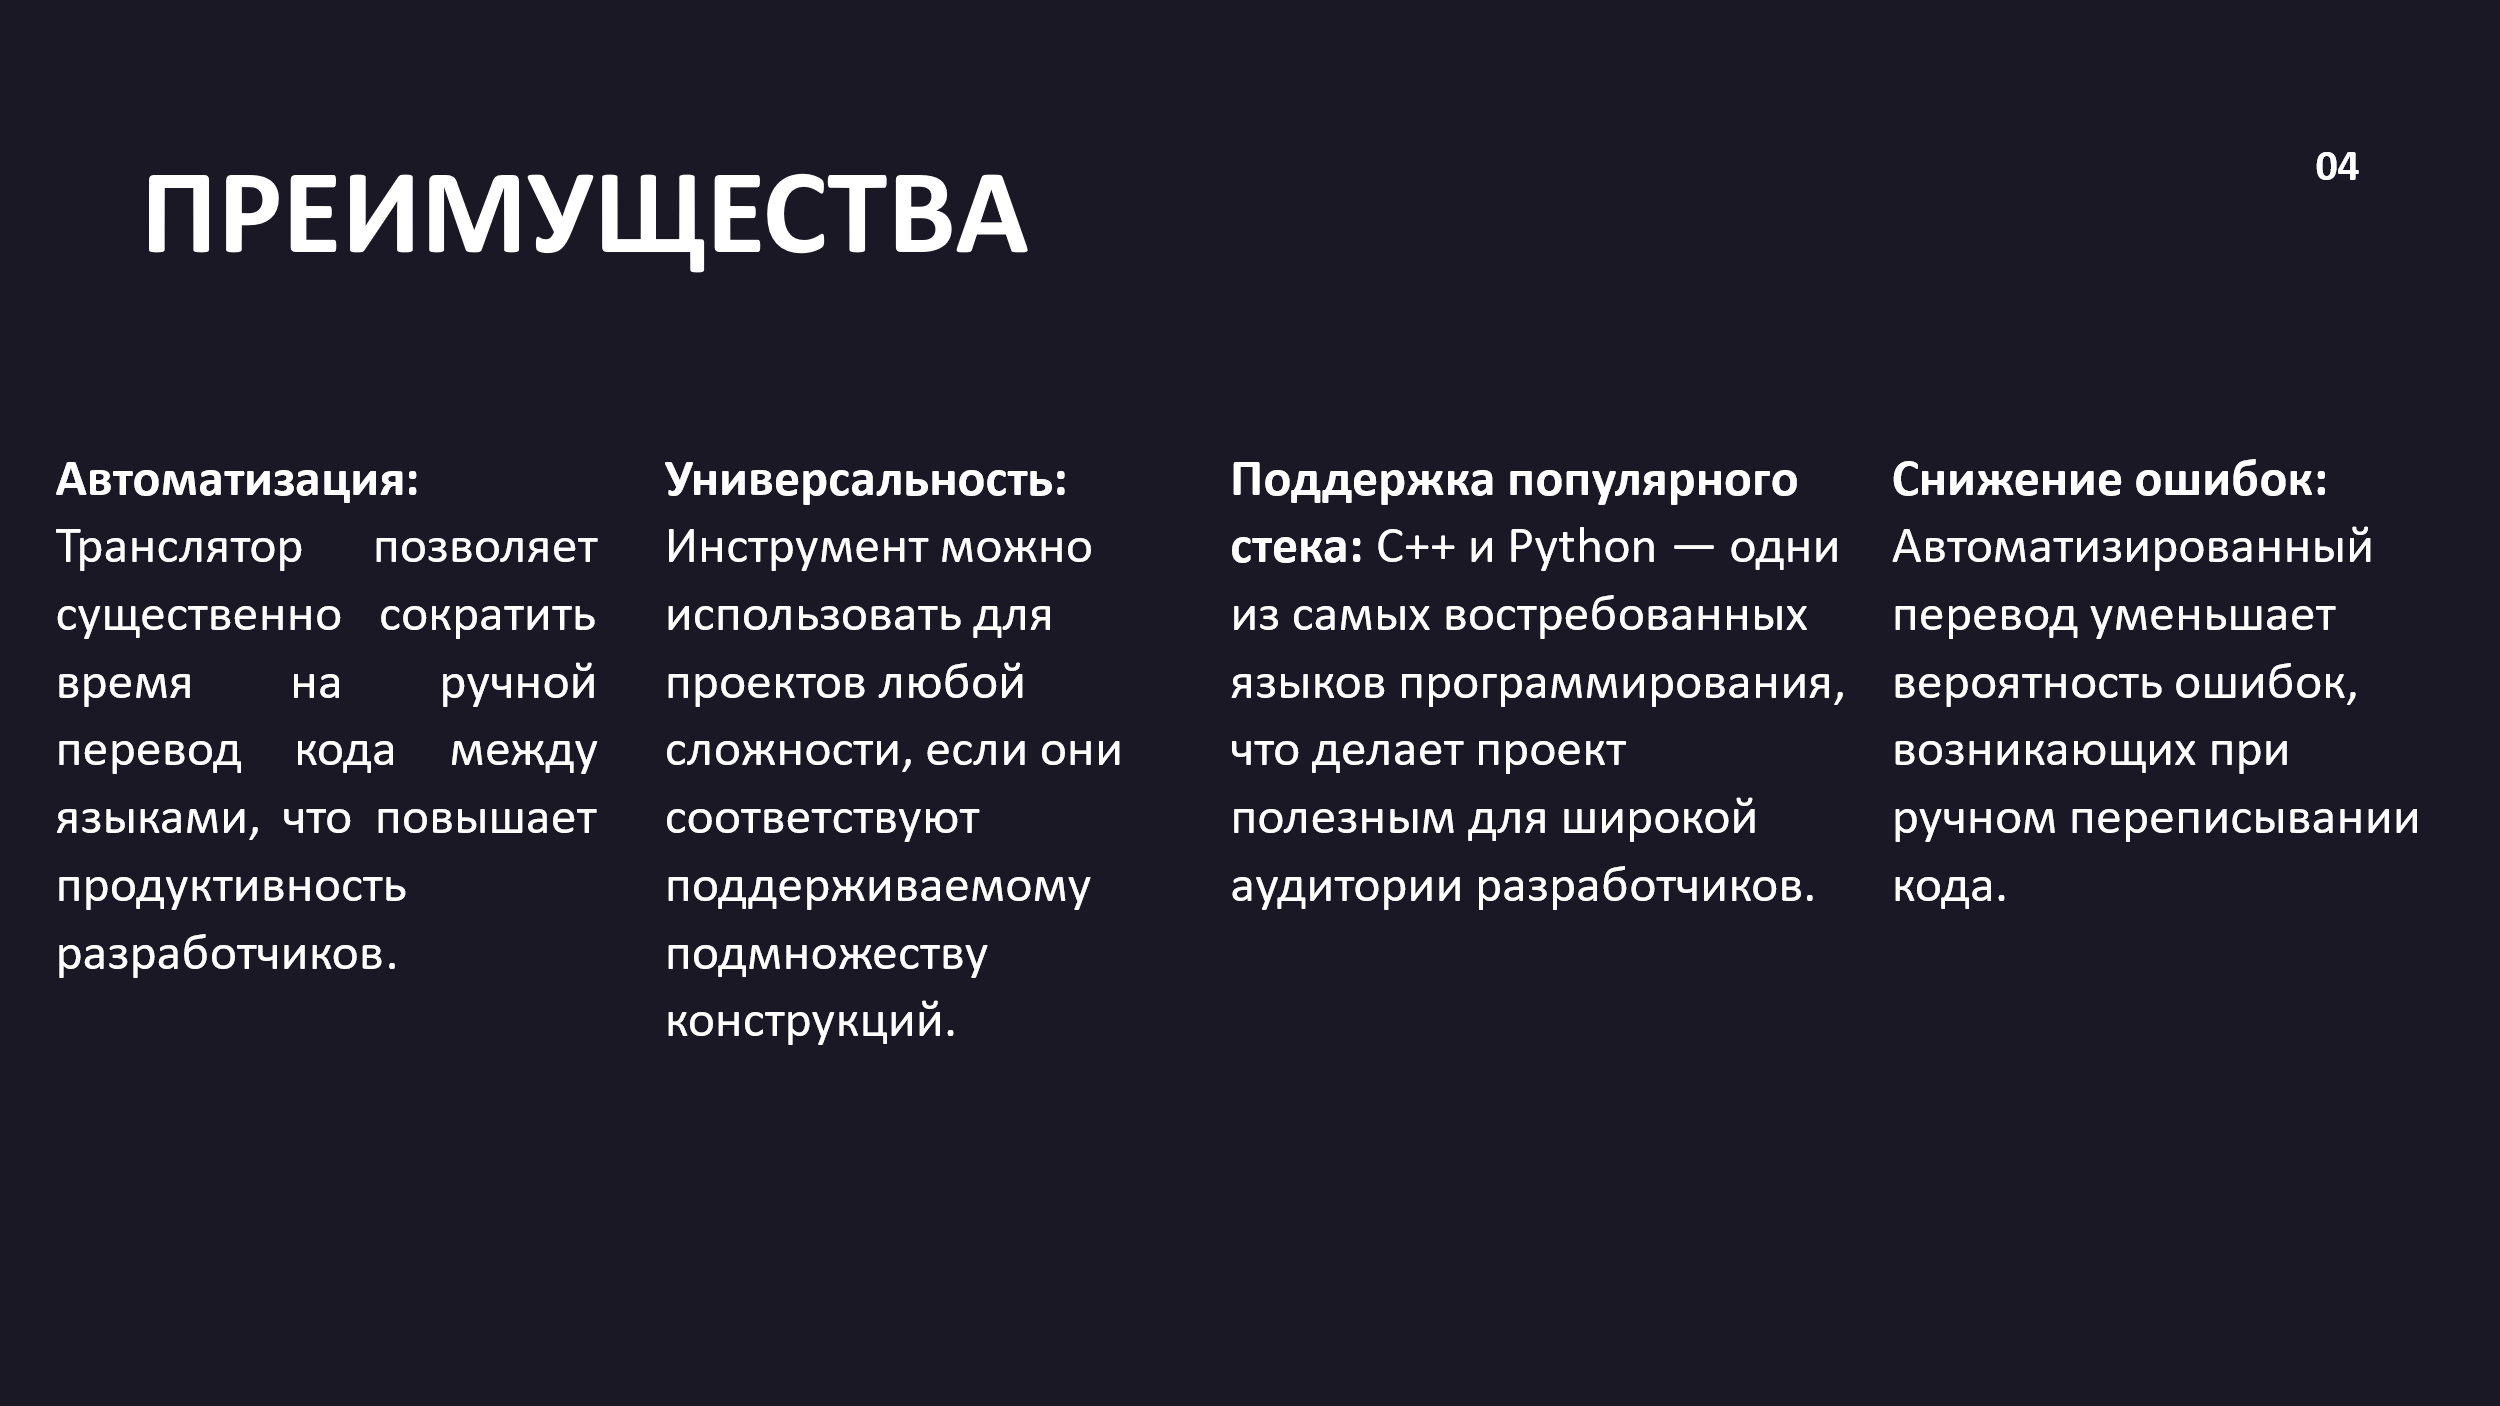 ПРЕИМУЩЕСТВА
04
Автоматизация:
Транслятор позволяет
существенно сократить
время на ручной
перевод кода между
языками, что повышает
продуктивность
разработчиков.
Универсальность:
Инструмент можно
использовать для
проектов любой
сложности, если они
соответствуют
поддерживаемому
подмножеству
конструкций.
Поддержка популярного
стека: C++ и Python — одни
из самых востребованных
языков программирования,
что делает проект
полезным для широкой
аудитории разработчиков.
Снижение ошибок:
Автоматизированный
перевод уменьшает
вероятность ошибок,
возникающих при
ручном переписывании
кода.